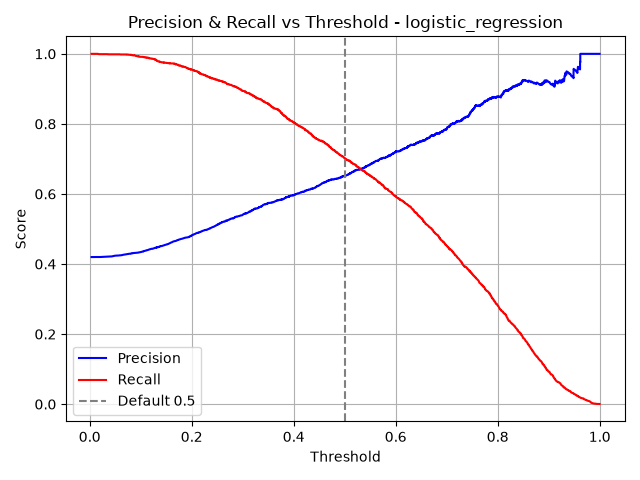 Precision & Recall vs Threshold - logistic_regression
Score
1.0
0.8
0.6
0.4
0.2
0.0
Precision
Recall
Default 0.5
0.0 0.2 0.4 0.6 0.8 1.0
Threshold